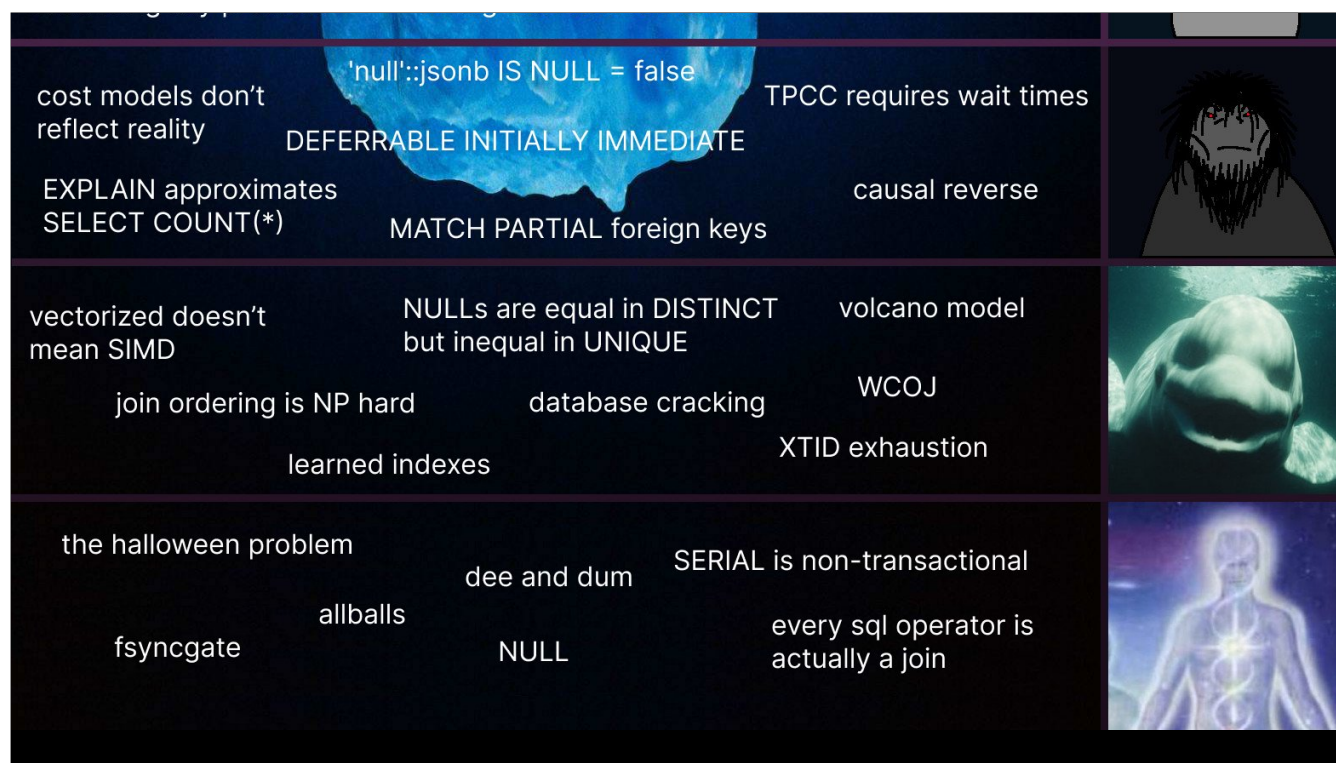 'null'::jsonb IS NULL = false
cost models don't
reflect reality
TPCC requires wait times
DEFERRABLE INITIALLY IMMEDIATE
EXPLAIN approximates
SELECT COUNT(*)
causal reverse
MATCH PARTIAL foreign keys
vectorized doesn't
mean SIMD
NULLs are equal in DISTINCT
but inequal in UNIQUE
volcano model
join ordering is NP hard
database cracking
WCOJ
learned indexes
XTID exhaustion
the halloween problem
dee and dum
SERIAL is non-transactional
allballs
fsyncgate
NULL
every sql operator is
actually a join